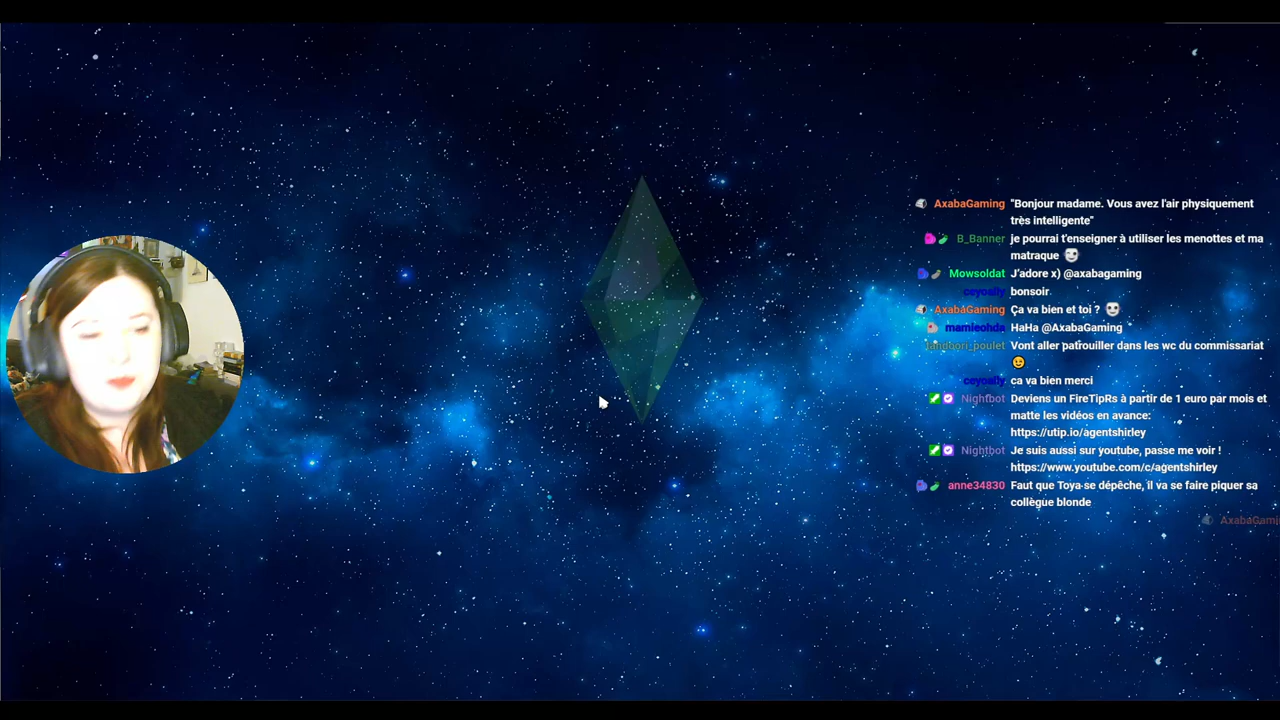 AxabaGaming "Bonjour madame. Vous avez l'air physiquement
très intelligente"
B_Banner je pourrai t'enseigner à utiliser les menottes et ma
matraque
Mowsoldat J'adore x) @axabagaming
ceyoally bonsoir
AxabaGaming Ça va bien et toi ?
mamieohda HaHa @AxabaGaming
tandoori_poulet Vont aller patrouiller dans les wc du commissariat
ceyoally ca va bien merci
Nightbot Deviens un FireTipRs à partir de 1 euro par mois et
matte les vidéos en avance:
https://utip.io/agentshirley
Nightbot Je suis aussi sur youtube, passe me voir !
https://www.youtube.com/c/agentshirley
anne34830 Faut que Toya se dépêche, il va se faire piquer sa
collègue blonde
AxabaGami